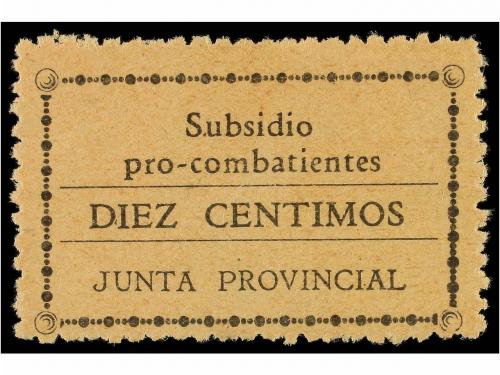 Subsidio
pro-combatientes
DIEZ CENTIMOS
JUNTA PROVINCIAL